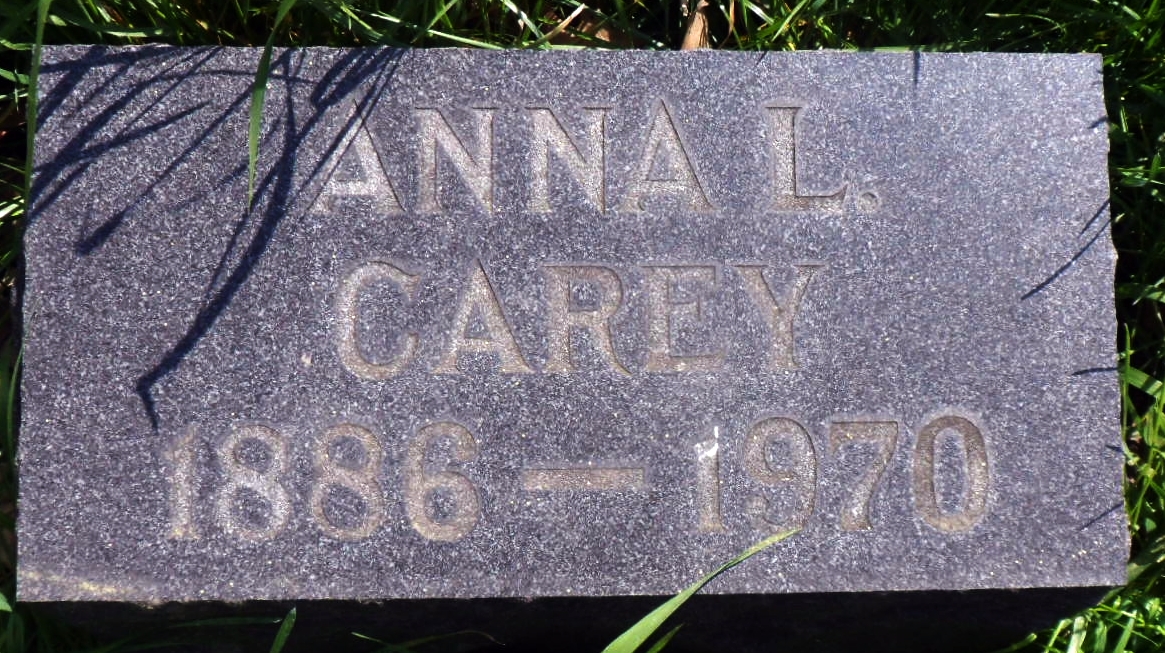 ANNA L.
CAREY
1886 — 1970